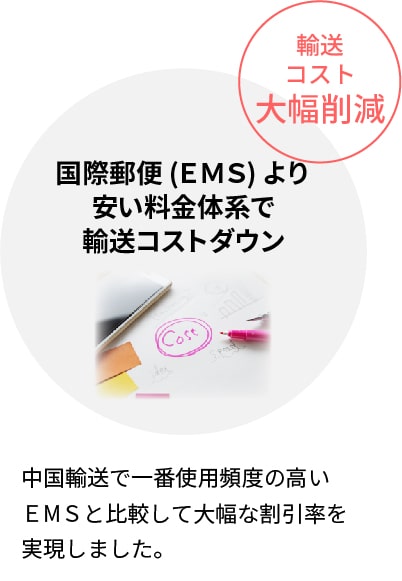 輸送
コスト
大幅削減
国際郵便(EMS)より
安い料金体系で
輸送コストダウン
Cost
中国輸送で一番使用頻度の高い
EMSと比較して大幅な割引率を
実現しました。